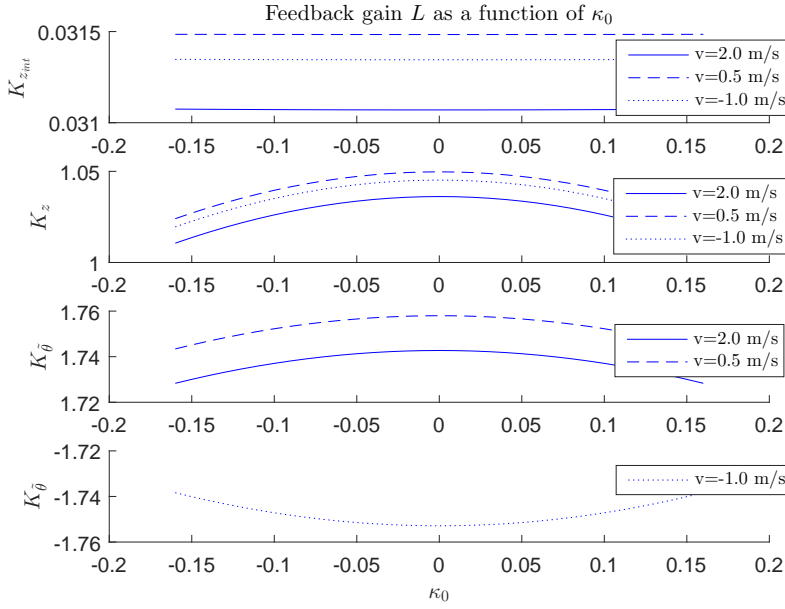 Feedback gain L as a function of κ₀
0.0315
0.031
K_{z_{int}}
v=2.0 m/s
v=0.5 m/s
v=-1.0 m/s
-0.2 -0.15 -0.1 -0.05 0 0.05 0.1 0.15 0.2
1.05
1
K_z
v=2.0 m/s
v=0.5 m/s
v=-1.0 m/s
-0.2 -0.15 -0.1 -0.05 0 0.05 0.1 0.15 0.2
1.76
1.74
1.72
K_{θ̃}
v=2.0 m/s
v=0.5 m/s
-0.2 -0.15 -0.1 -0.05 0 0.05 0.1 0.15 0.2
-1.72
-1.74
-1.76
K_{θ̃}
v=-1.0 m/s
-0.2 -0.15 -0.1 -0.05 0 0.05 0.1 0.15 0.2
κ₀